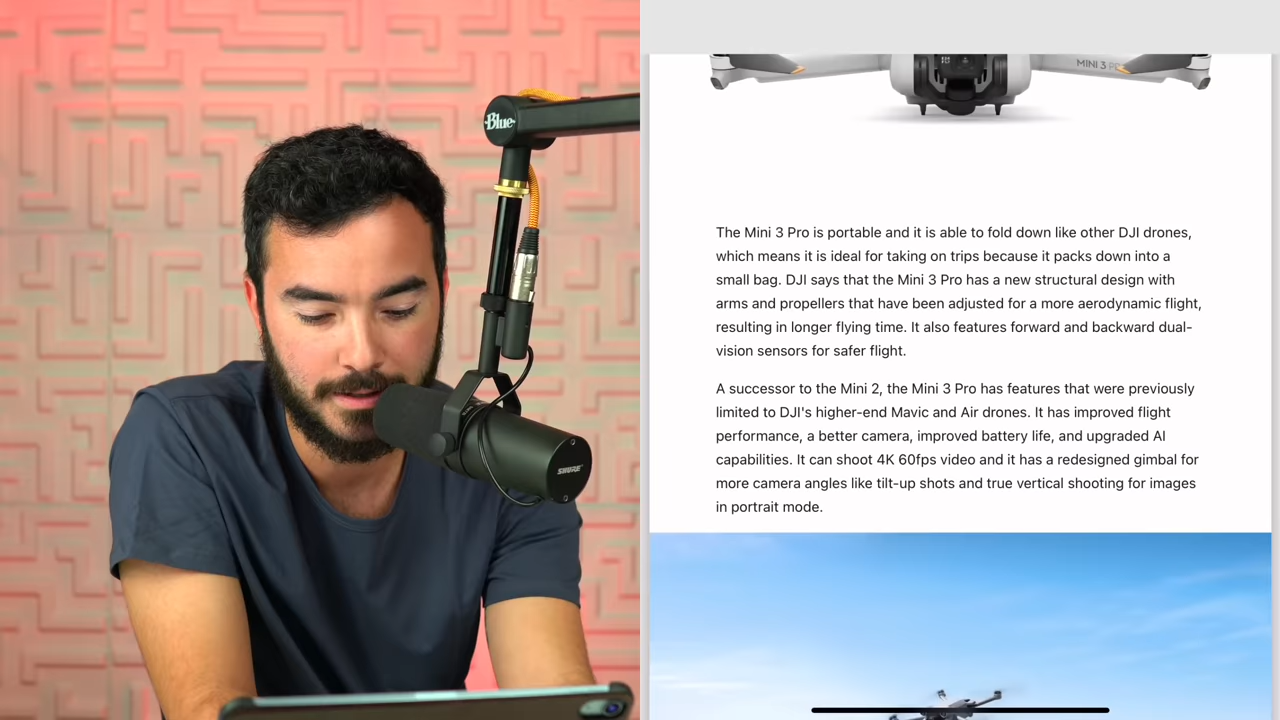 Blue
SHURE
MINI 3 PRO
The Mini 3 Pro is portable and it is able to fold down like other DJI drones,
which means it is ideal for taking on trips because it packs down into a
small bag. DJI says that the Mini 3 Pro has a new structural design with
arms and propellers that have been adjusted for a more aerodynamic flight,
resulting in longer flying time. It also features forward and backward dual-
vision sensors for safer flight.
A successor to the Mini 2, the Mini 3 Pro has features that were previously
limited to DJI's higher-end Mavic and Air drones. It has improved flight
performance, a better camera, improved battery life, and upgraded AI
capabilities. It can shoot 4K 60fps video and it has a redesigned gimbal for
more camera angles like tilt-up shots and true vertical shooting for images
in portrait mode.